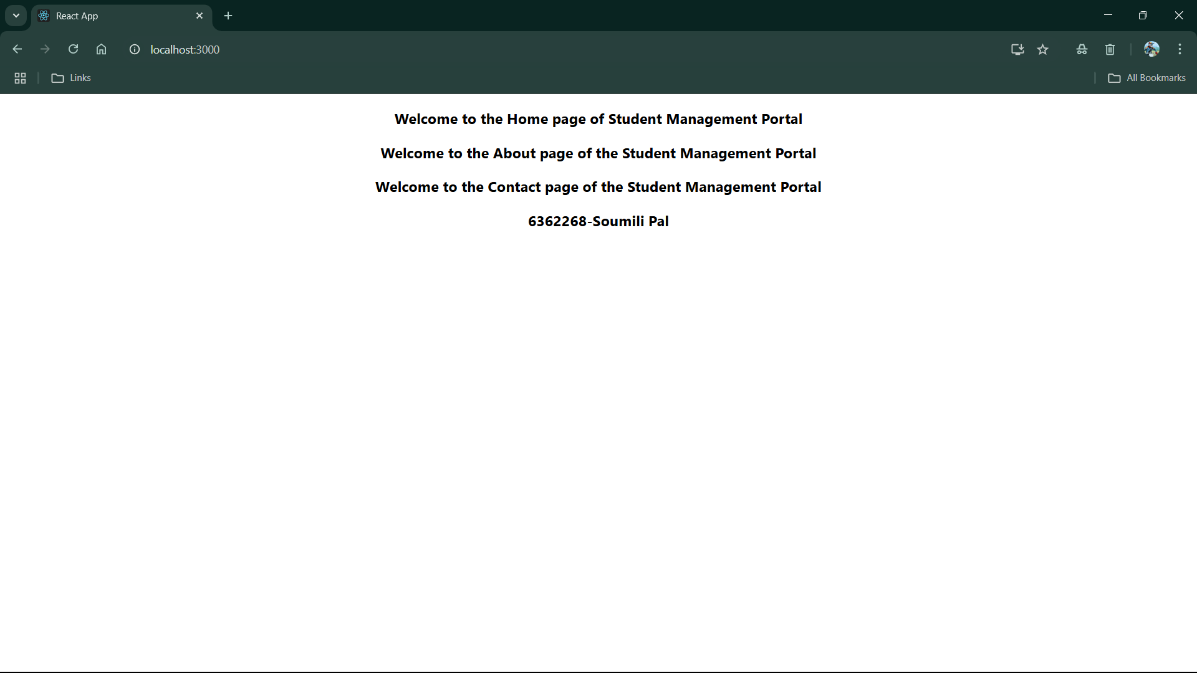 React App
localhost:3000
Links
All Bookmarks
Welcome to the Home page of Student Management Portal
Welcome to the About page of the Student Management Portal
Welcome to the Contact page of the Student Management Portal
6362268-Soumili Pal